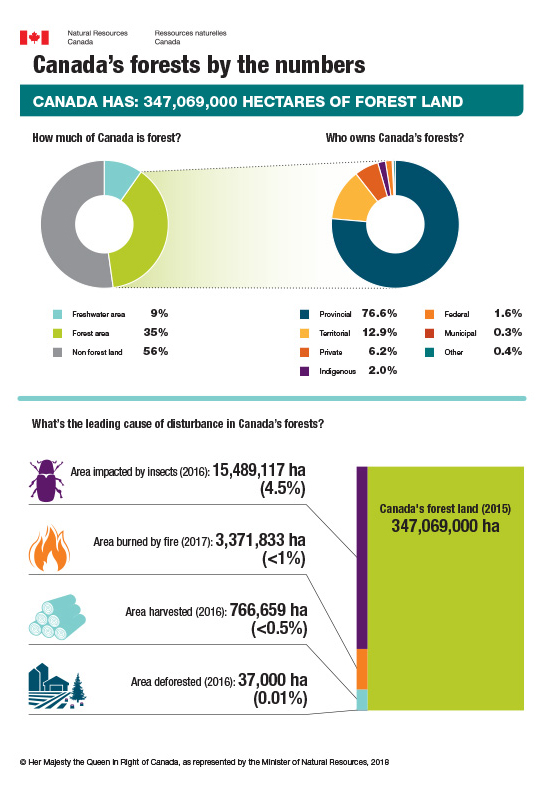 Natural Resources Canada
Ressources naturelles Canada
Canada's forests by the numbers
CANADA HAS: 347,069,000 HECTARES OF FOREST LAND
How much of Canada is forest?
Freshwater area 9%
Forest area 35%
Non forest land 56%
Who owns Canada's forests?
Provincial 76.6%
Territorial 12.9%
Private 6.2%
Indigenous 2.0%
Federal 1.6%
Municipal 0.3%
Other 0.4%
What's the leading cause of disturbance in Canada's forests?
Area impacted by insects (2016): 15,489,117 ha
(4.5%)
Area burned by fire (2017): 3,371,833 ha
(<1%)
Area harvested (2016): 766,659 ha
(<0.5%)
Area deforested (2016): 37,000 ha
(0.01%)
Canada's forest land (2015)
347,069,000 ha
© Her Majesty the Queen in Right of Canada, as represented by the Minister of Natural Resources, 2018